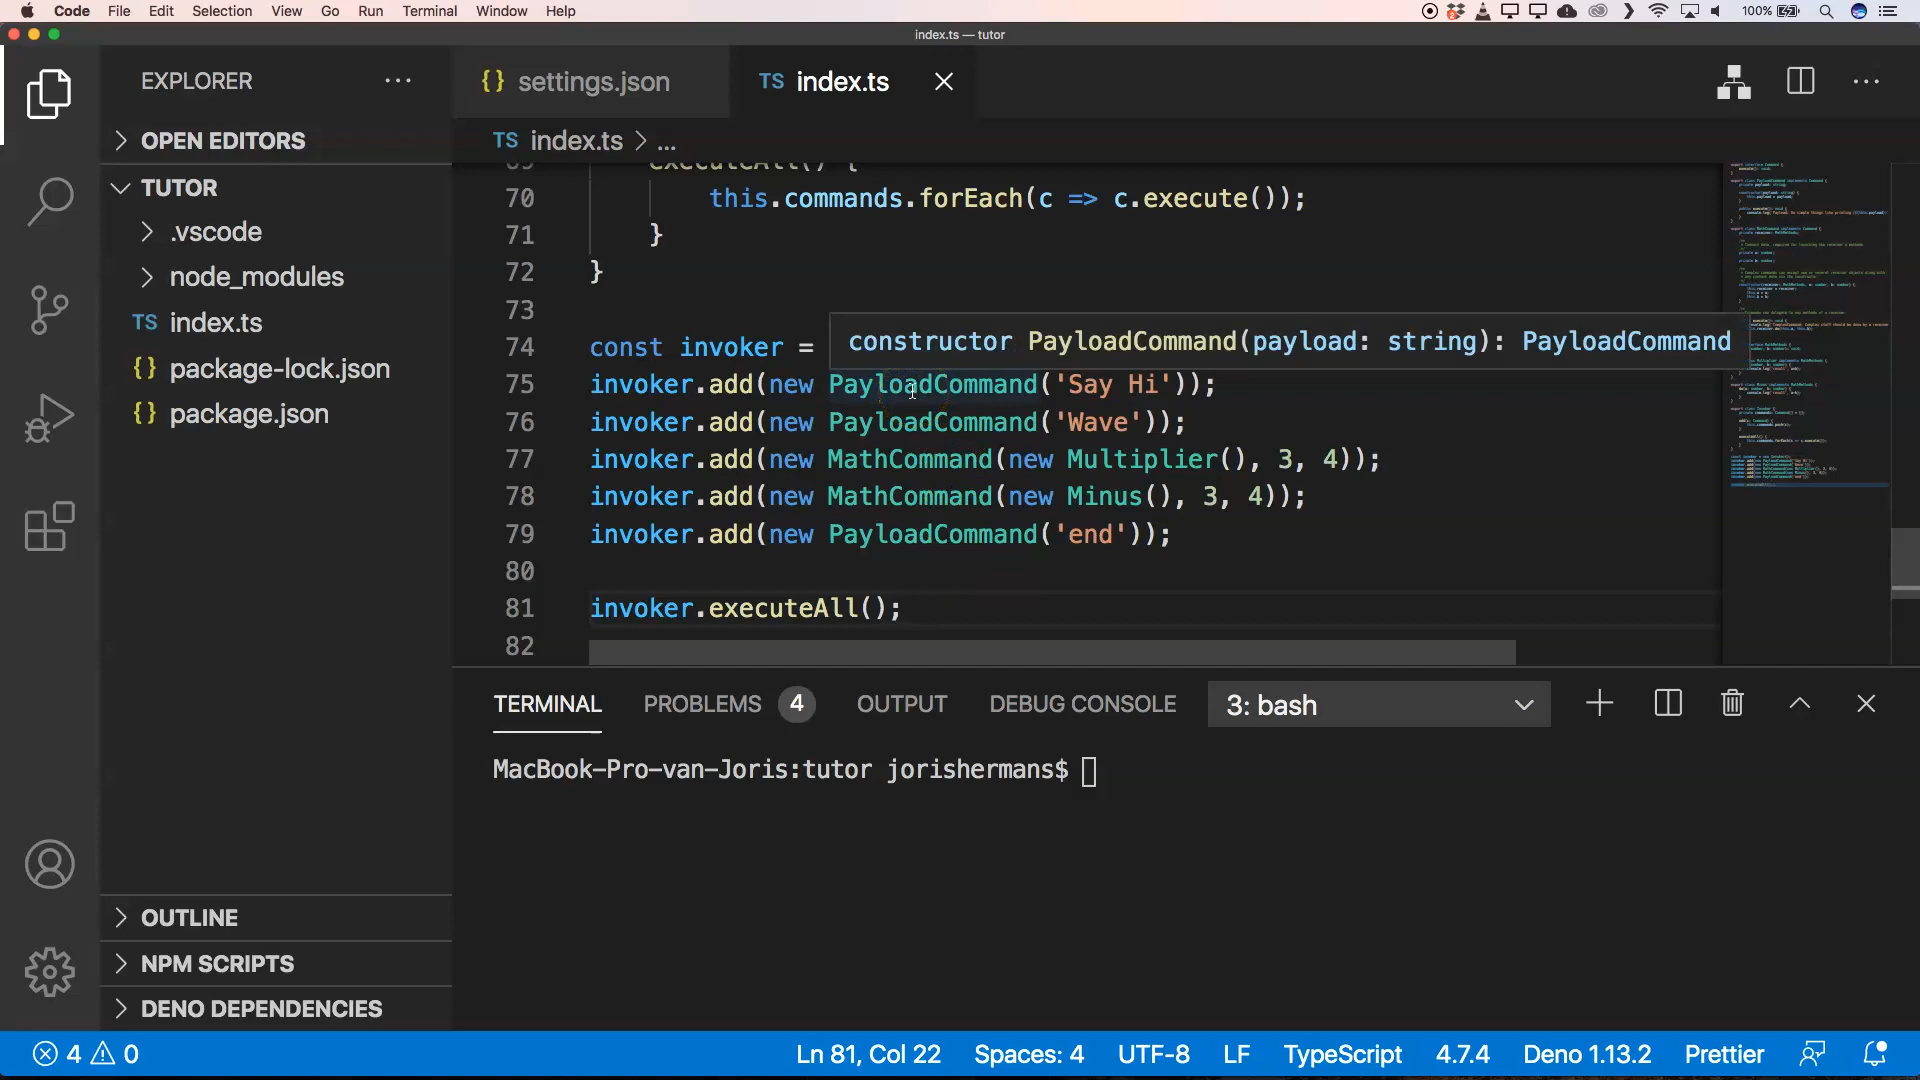 Code File Edit Selection View Go Run Terminal Window Help
100%
index.ts — tutor
EXPLORER
OPEN EDITORS
TUTOR
.vscode
node_modules
TS index.ts
{} package-lock.json
{} package.json
OUTLINE
NPM SCRIPTS
DENO DEPENDENCIES
{} settings.json
TS index.ts
TS index.ts > ...
69 executeAll() {
70 this.commands.forEach(c => c.execute());
71 }
72 }
73
74 const invoker =
constructor PayloadCommand(payload: string): PayloadCommand
75 invoker.add(new PayloadCommand('Say Hi'));
76 invoker.add(new PayloadCommand('Wave'));
77 invoker.add(new MathCommand(new Multiplier(), 3, 4));
78 invoker.add(new MathCommand(new Minus(), 3, 4));
79 invoker.add(new PayloadCommand('end'));
80
81 invoker.executeAll();
82
TERMINAL PROBLEMS 4 OUTPUT DEBUG CONSOLE 3: bash
MacBook-Pro-van-Joris:tutor jorishermans$
4 0 Ln 81, Col 22 Spaces: 4 UTF-8 LF TypeScript 4.7.4 Deno 1.13.2 Prettier